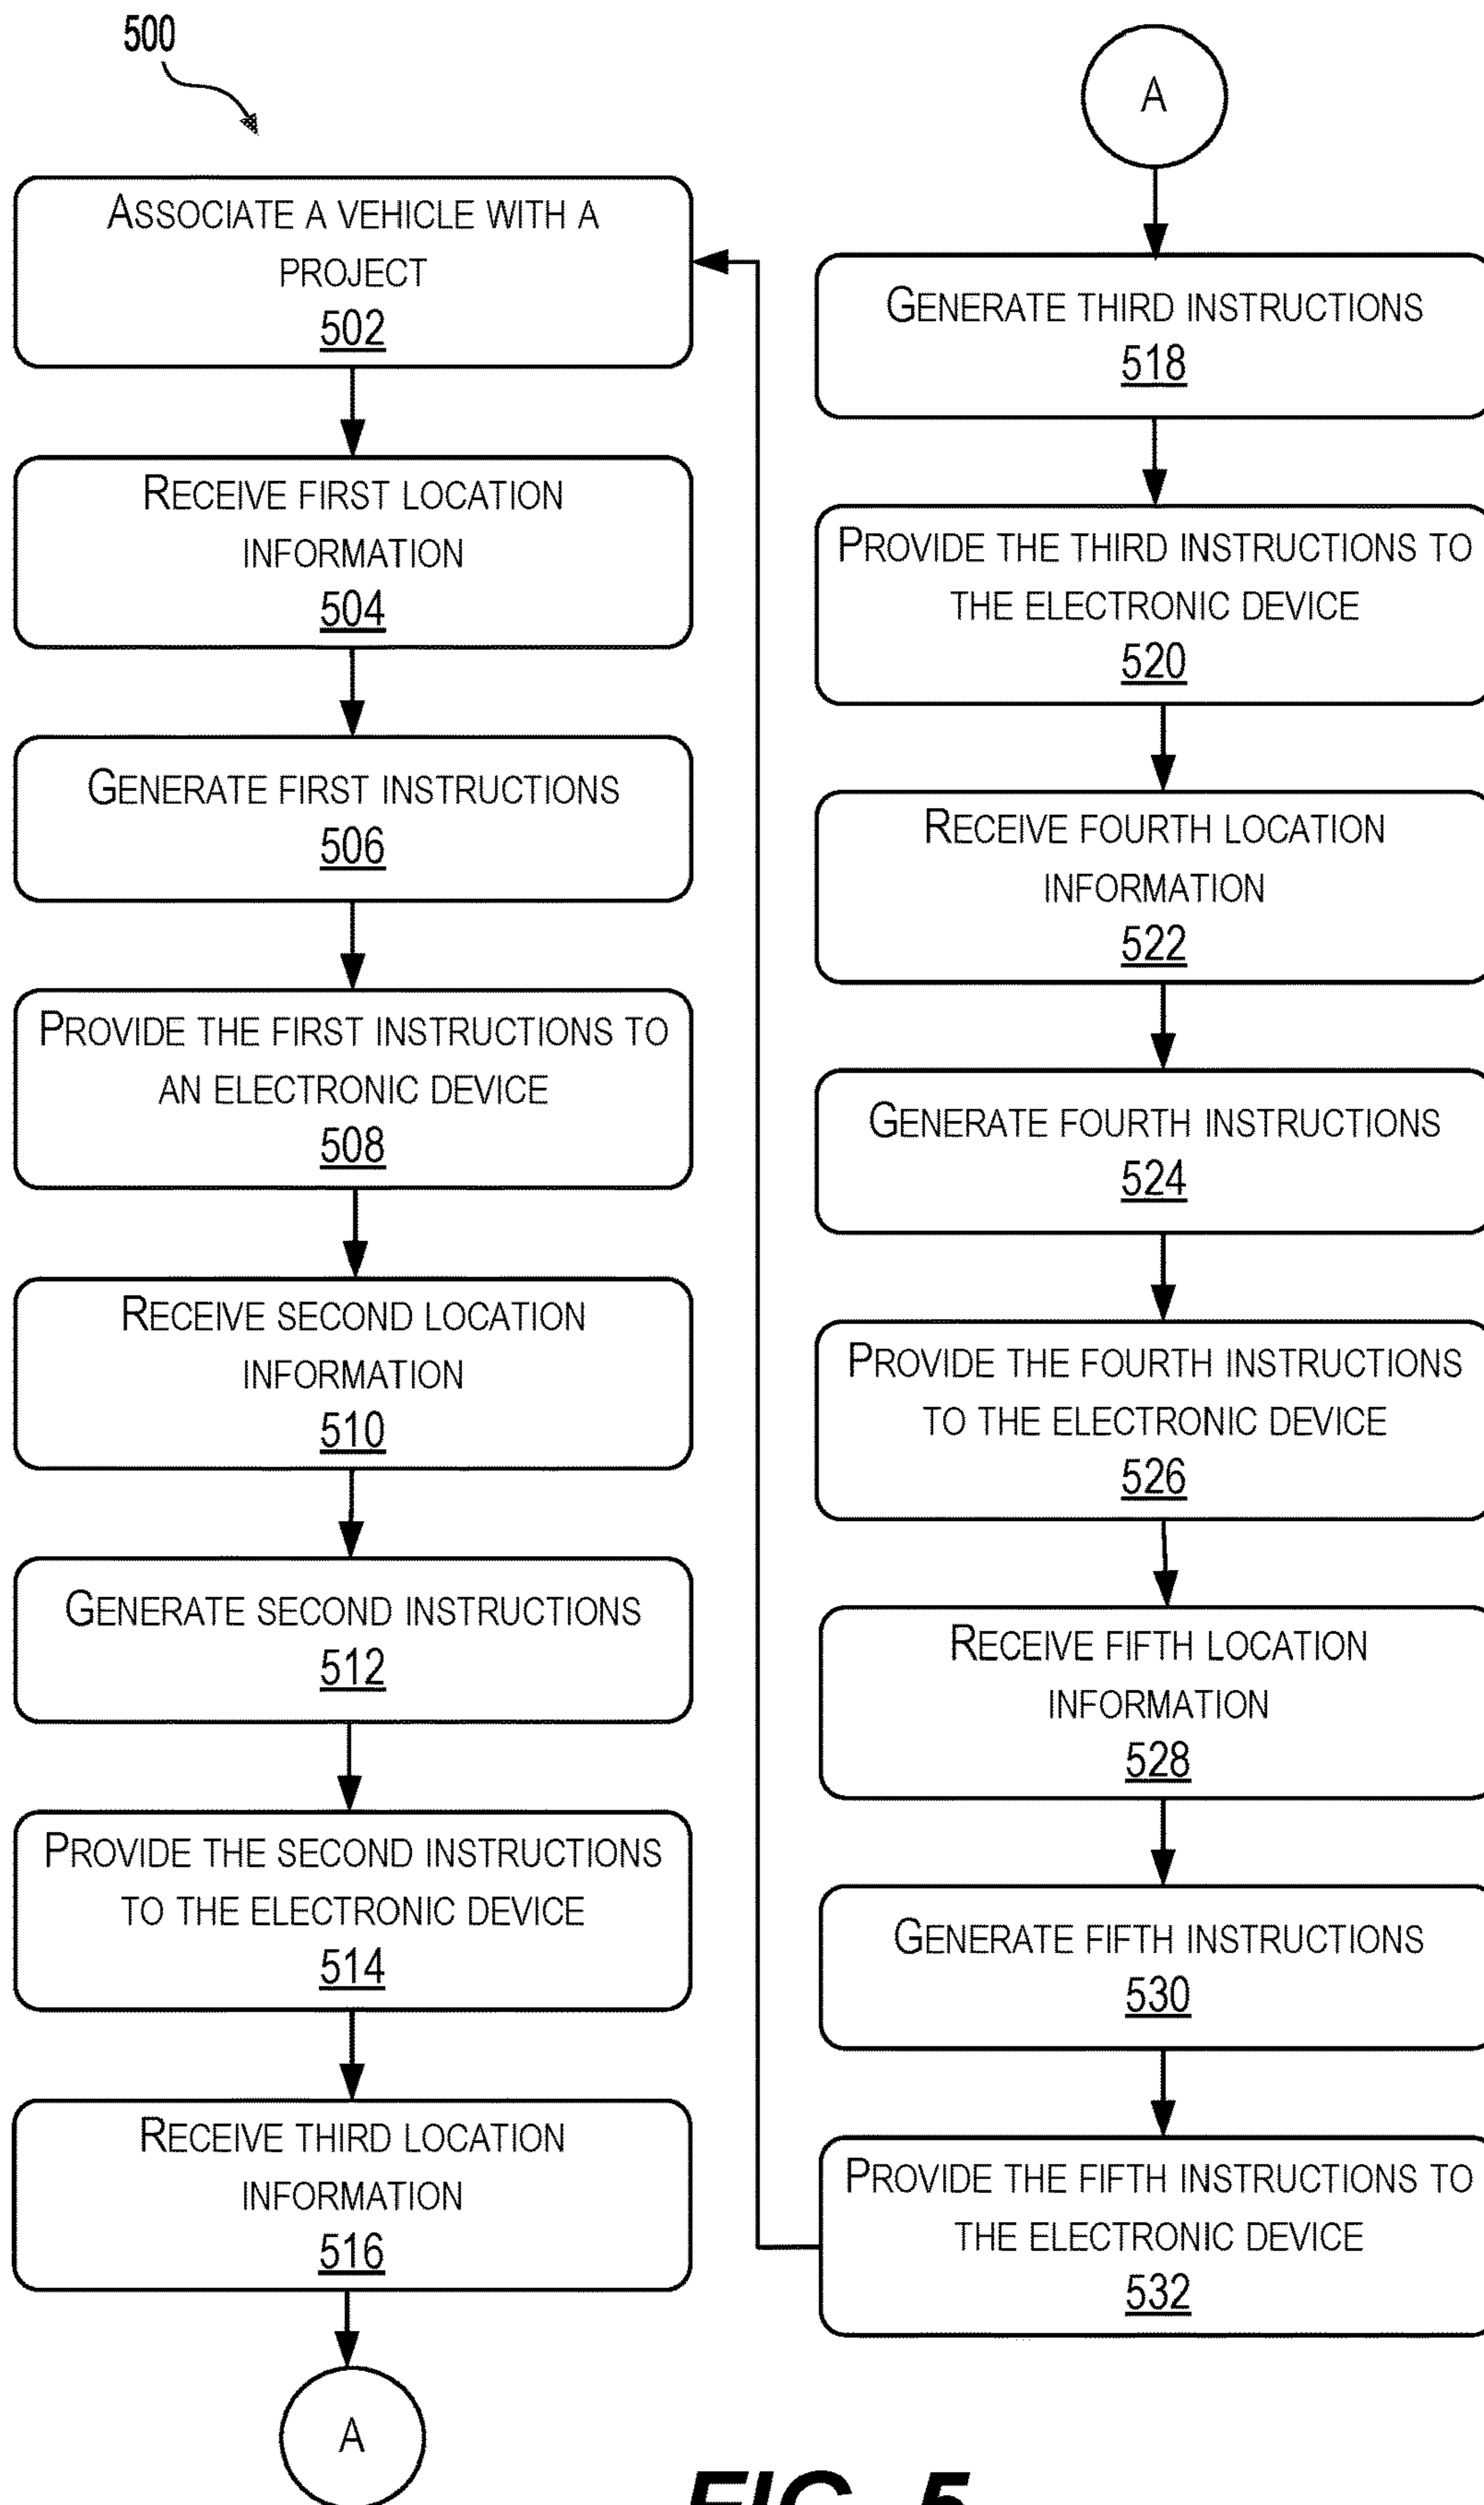 500
ASSOCIATE A VEHICLE WITH A
PROJECT
502
RECEIVE FIRST LOCATION
INFORMATION
504
GENERATE FIRST INSTRUCTIONS
506
PROVIDE THE FIRST INSTRUCTIONS TO
AN ELECTRONIC DEVICE
508
RECEIVE SECOND LOCATION
INFORMATION
510
GENERATE SECOND INSTRUCTIONS
512
PROVIDE THE SECOND INSTRUCTIONS
TO THE ELECTRONIC DEVICE
514
RECEIVE THIRD LOCATION
INFORMATION
516
A
A
GENERATE THIRD INSTRUCTIONS
518
PROVIDE THE THIRD INSTRUCTIONS TO
THE ELECTRONIC DEVICE
520
RECEIVE FOURTH LOCATION
INFORMATION
522
GENERATE FOURTH INSTRUCTIONS
524
PROVIDE THE FOURTH INSTRUCTIONS
TO THE ELECTRONIC DEVICE
526
RECEIVE FIFTH LOCATION
INFORMATION
528
GENERATE FIFTH INSTRUCTIONS
530
PROVIDE THE FIFTH INSTRUCTIONS TO
THE ELECTRONIC DEVICE
532
FIG. 5